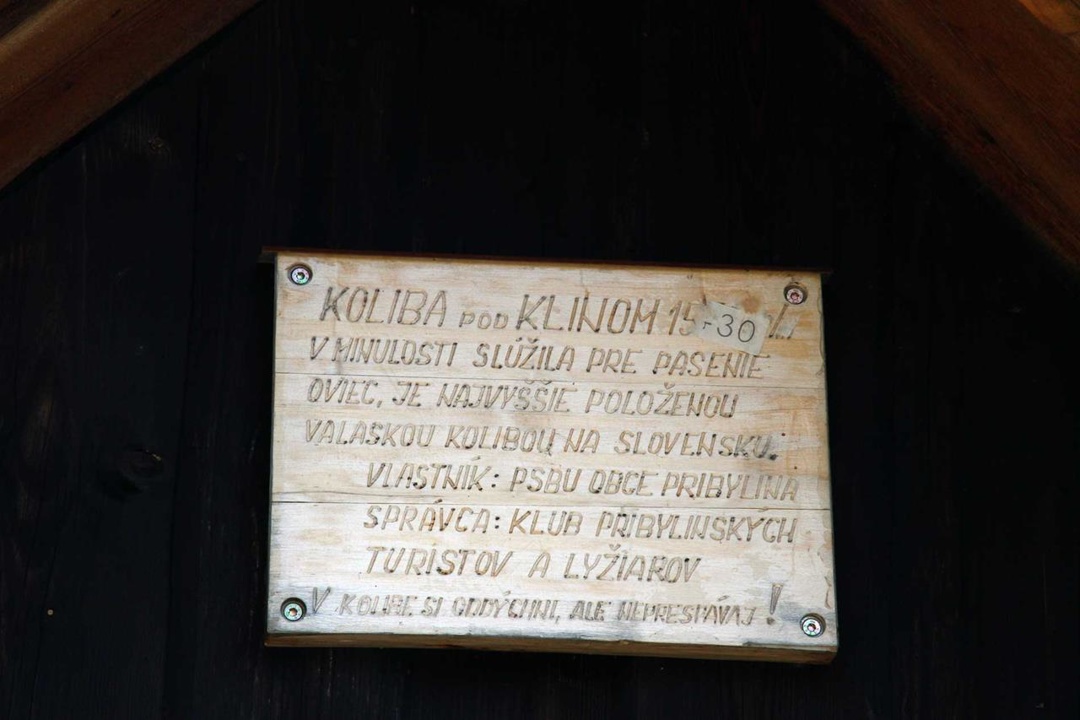 KOLIBA POD KLINOM 15-30
V MINULOSTI SLÚŽILA PRE PASENIE
OVIEC, JE NAJVYŠŠIE POLOŽENOU
VALASKOU KOLIBOU NA SLOVENSKU.
VLASTNÍK: PSBU OBCE PRIBYLINA
SPRÁVCA: KLUB PRIBYLINSKÝCH
TURISTOV A LYŽIAROV
V KOLIBE SI ODDÝCHNI, ALE NEPRESPÁVAJ!